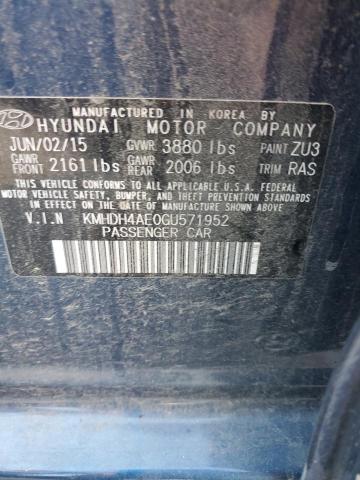 MANUFACTURED IN KOREA BY
HYUNDAI MOTOR COMPANY
JUN/02/15 GVWR 3880 lbs PAINT ZU3
GAWR FRONT 2161 lbs GAWR REAR 2006 lbs TRIM RAS
THIS VEHICLE CONFORMS TO ALL APPLICABLE U.S.A. FEDERAL
MOTOR VEHICLE SAFETY, BUMPER, AND THEFT PREVENTION STANDARDS
IN EFFECT ON THE DATE OF MANUFACTURE SHOWN ABOVE.
V.I.N KMHDH4AE0GU571952
PASSENGER CAR